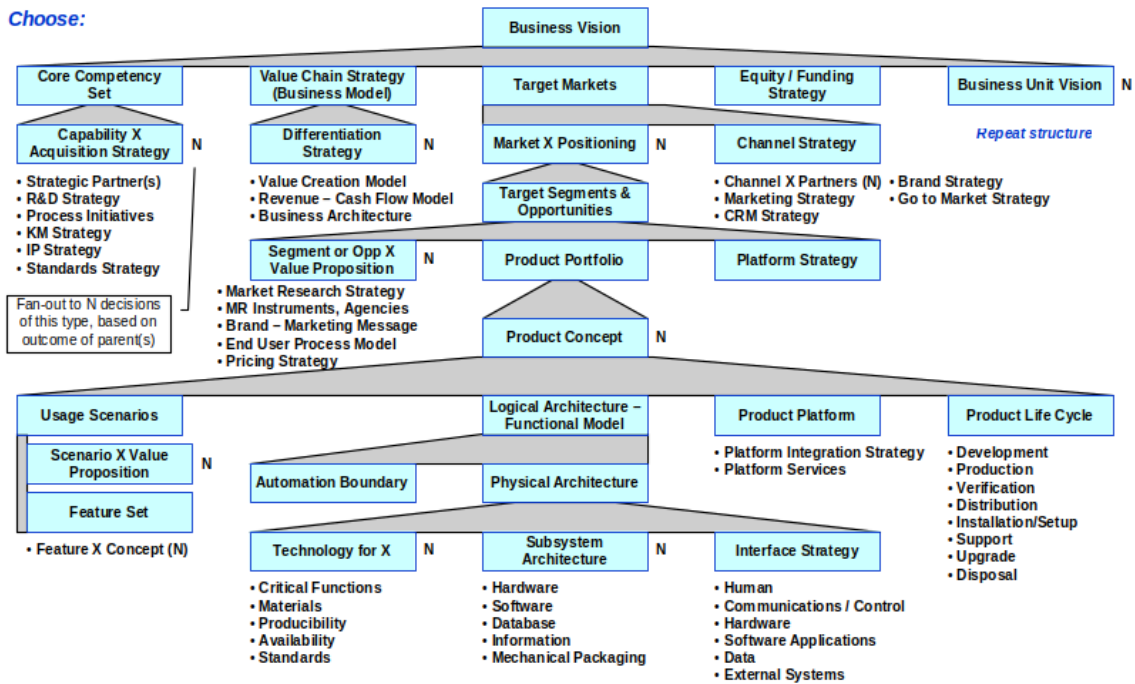 Choose:
Business Vision
Core Competency
Set
Value Chain Strategy
(Business Model)
Target Markets
Equity / Funding
Strategy
Business Unit Vision
N
Capability X
Acquisition Strategy
N
Differentiation
Strategy
N
Market X Positioning
N
Channel Strategy
Repeat structure
• Strategic Partner(s)
• R&D Strategy
• Process Initiatives
• KM Strategy
• IP Strategy
• Standards Strategy
• Value Creation Model
• Revenue – Cash Flow Model
• Business Architecture
Target Segments &
Opportunities
• Channel X Partners (N)
• Marketing Strategy
• CRM Strategy
• Brand Strategy
• Go to Market Strategy
Segment or Opp X
Value Proposition
N
Product Portfolio
Platform Strategy
Fan-out to N decisions
of this type, based on
outcome of parent(s)
• Market Research Strategy
• MR Instruments, Agencies
• Brand – Marketing Message
• End User Process Model
• Pricing Strategy
Product Concept
N
Usage Scenarios
Logical Architecture –
Functional Model
Product Platform
Product Life Cycle
Scenario X Value
Proposition
N
Feature Set
• Feature X Concept (N)
Automation Boundary
Physical Architecture
• Platform Integration Strategy
• Platform Services
• Development
• Production
• Verification
• Distribution
• Installation/Setup
• Support
• Upgrade
• Disposal
Technology for X
N
Subsystem
Architecture
N
Interface Strategy
• Critical Functions
• Materials
• Producibility
• Availability
• Standards
• Hardware
• Software
• Database
• Information
• Mechanical Packaging
• Human
• Communications / Control
• Hardware
• Software Applications
• Data
• External Systems